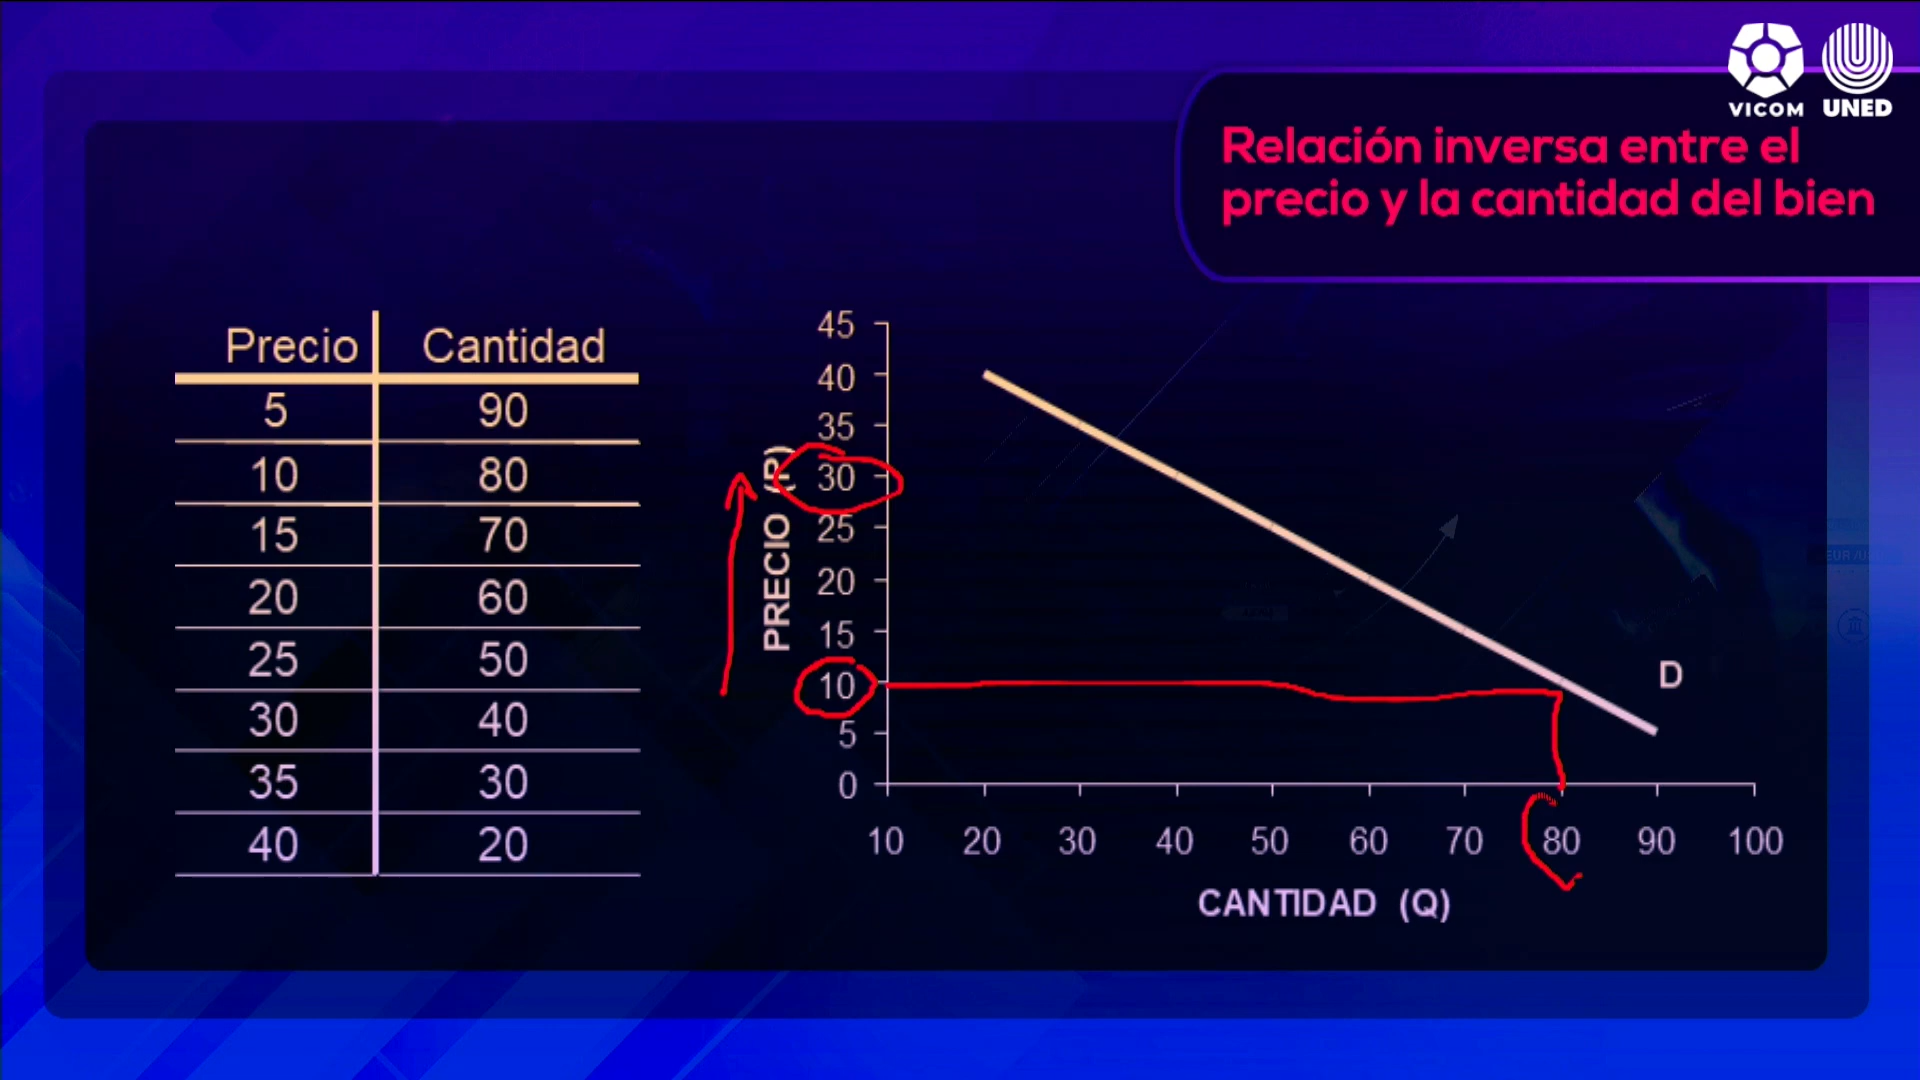 VICOM UNED
Relación inversa entre el
precio y la cantidad del bien
Precio Cantidad
5 90
10 80
15 70
20 60
25 50
30 40
35 30
40 20
PRECIO (P)
45
40
35
30
25
20
15
10
5
0
10 20 30 40 50 60 70 80 90 100
CANTIDAD (Q)
D